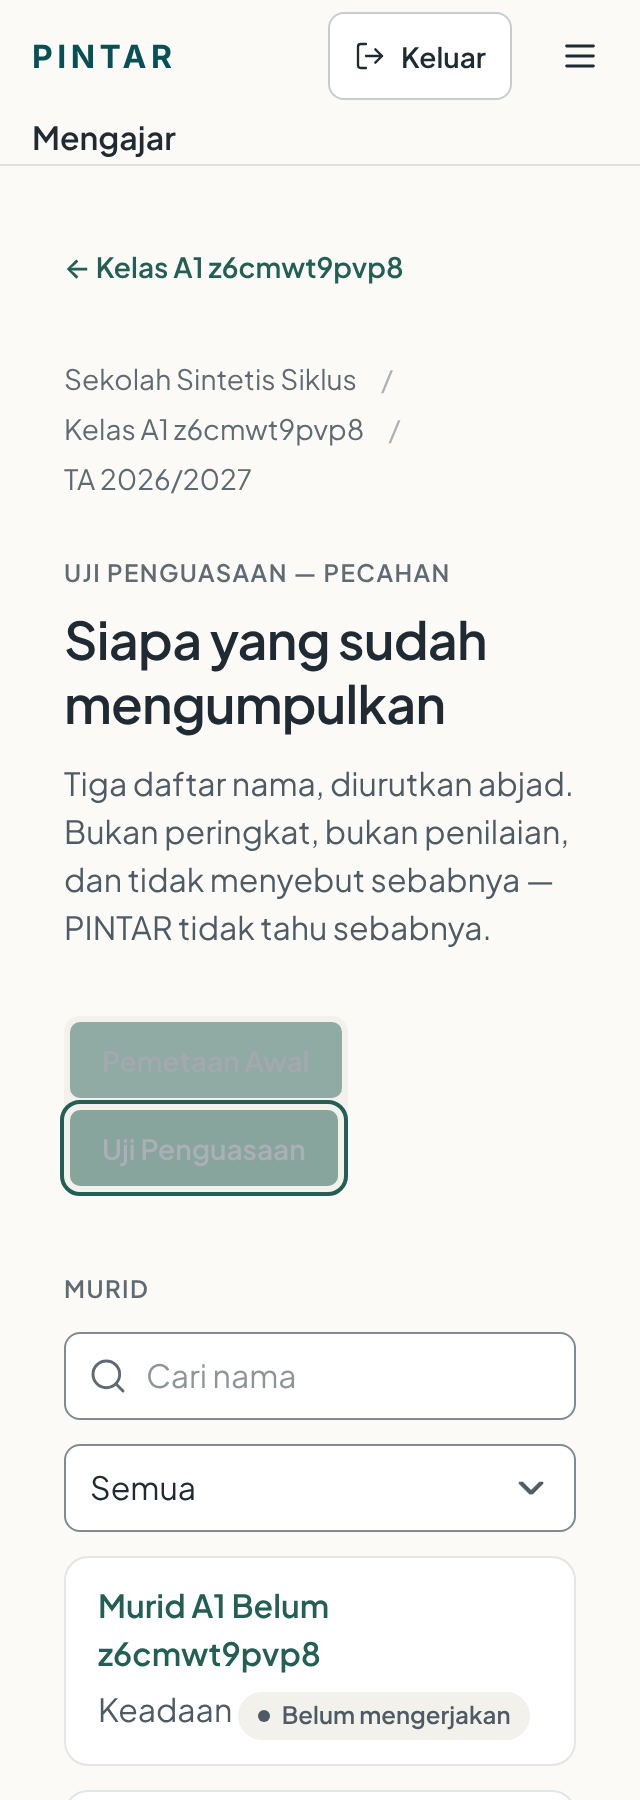 PINTAR
Keluar
Mengajar
← Kelas A1 z6cmwt9pvp8
Sekolah Sintetis Siklus /
Kelas A1 z6cmwt9pvp8 /
TA 2026/2027
UJI PENGUASAAN — PECAHAN
Siapa yang sudah
mengumpulkan
Tiga daftar nama, diurutkan abjad.
Bukan peringkat, bukan penilaian,
dan tidak menyebut sebabnya —
PINTAR tidak tahu sebabnya.
Pemetaan Awal
Uji Penguasaan
MURID
Cari nama
Semua
Murid A1 Belum
z6cmwt9pvp8
Keadaan • Belum mengerjakan